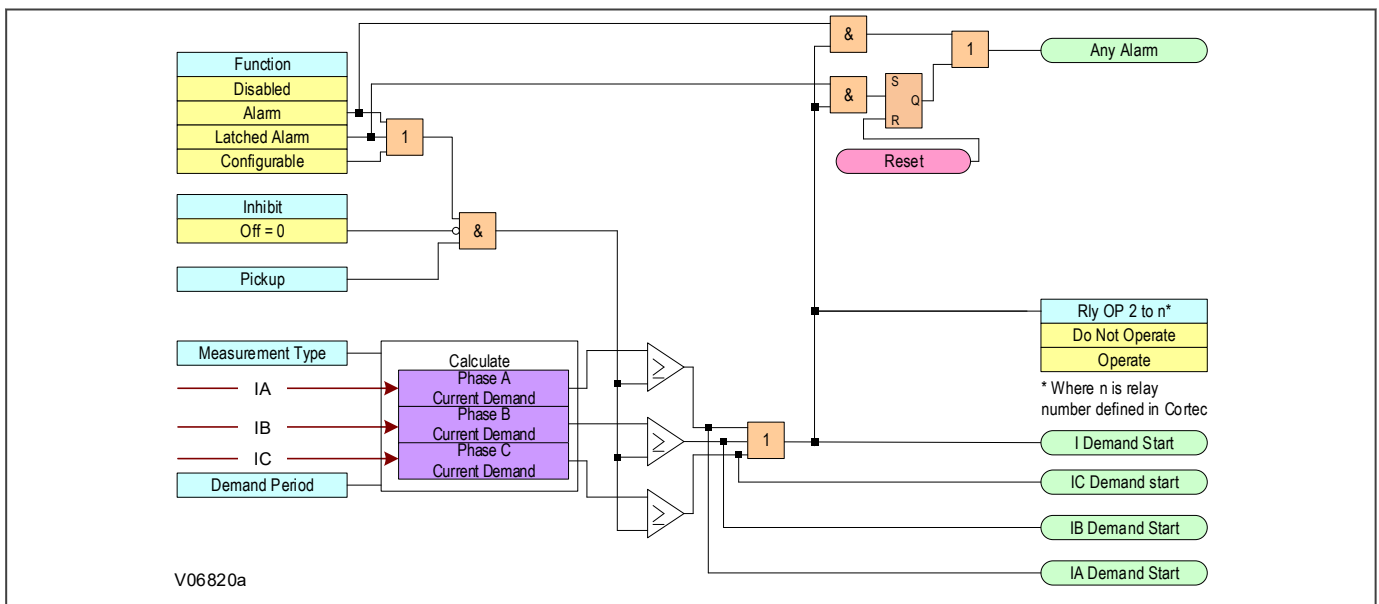 Function
Disabled
Alarm
Latched Alarm
Configurable
1
Inhibit
Off = 0
&
Pickup
Measurement Type
IA
IB
IC
Demand Period
Calculate
Phase A
Current Demand
Phase B
Current Demand
Phase C
Current Demand
≥
≥
≥
1
&
1
Any Alarm
&
S
Q
R
Reset
Rly OP 2 to n*
Do Not Operate
Operate
* Where n is relay
number defined in Cortec
I Demand Start
IC Demand start
IB Demand Start
IA Demand Start
V06820a